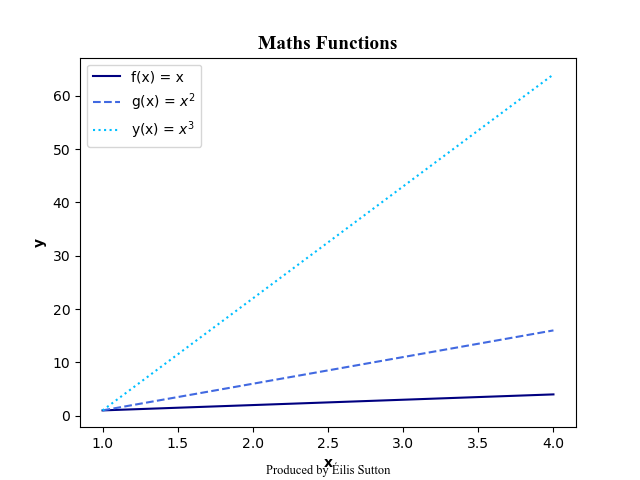 Maths Functions
f(x) = x
g(x) = x²
y(x) = x³
60
50
40
30
20
10
0
y
1.0 1.5 2.0 2.5 3.0 3.5 4.0
x
Produced by Éilis Sutton